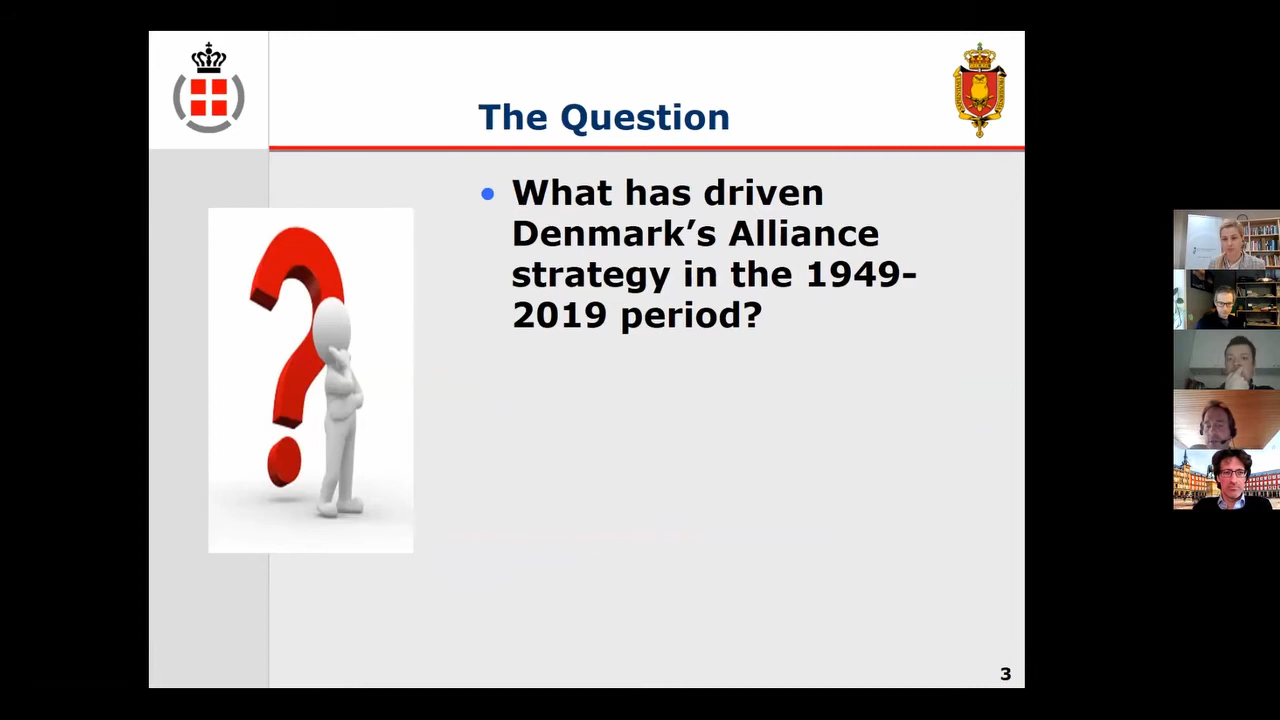 The Question
• What has driven
Denmark’s Alliance
strategy in the 1949-
2019 period?
3